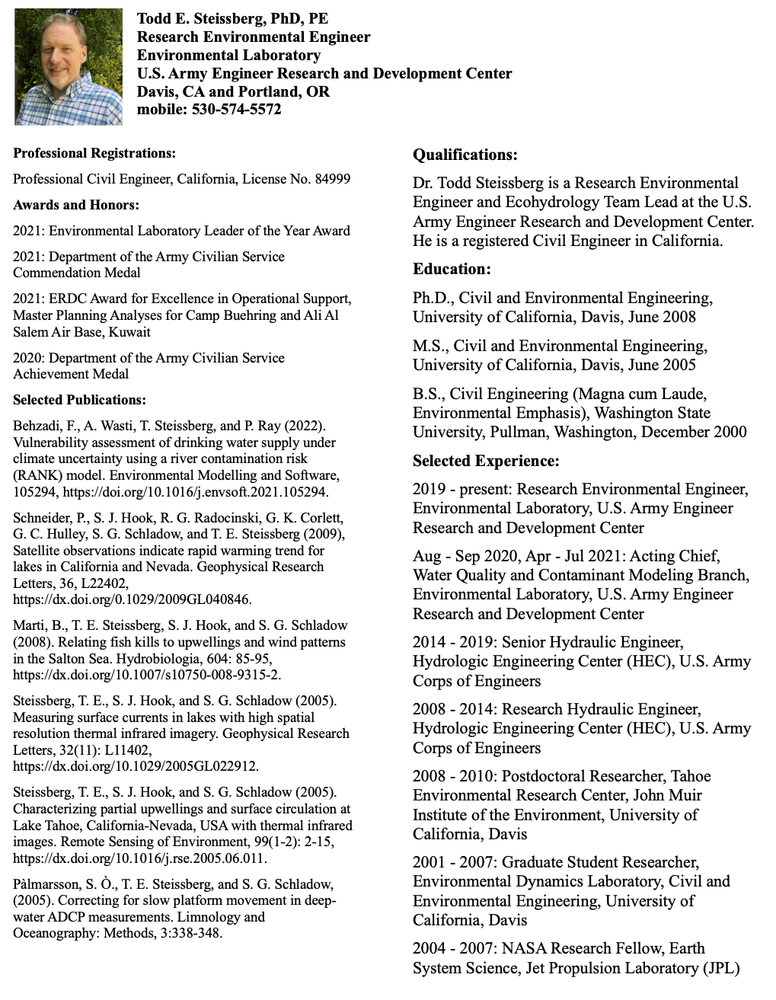 Todd E. Steissberg, PhD, PE
Research Environmental Engineer
Environmental Laboratory
U.S. Army Engineer Research and Development Center
Davis, CA and Portland, OR
mobile: 530-574-5572
Professional Registrations:
Professional Civil Engineer, California, License No. 84999
Awards and Honors:
2021: Environmental Laboratory Leader of the Year Award
2021: Department of the Army Civilian Service
Commendation Medal
2021: ERDC Award for Excellence in Operational Support,
Master Planning Analyses for Camp Buehring and Ali Al
Salem Air Base, Kuwait
2020: Department of the Army Civilian Service
Achievement Medal
Selected Publications:
Behzadi, F., A. Wasti, T. Steissberg, and P. Ray (2022).
Vulnerability assessment of drinking water supply under
climate uncertainty using a river contamination risk
(RANK) model. Environmental Modelling and Software,
105294, https://doi.org/10.1016/j.envsoft.2021.105294.
Schneider, P., S. J. Hook, R. G. Radocinski, G. K. Corlett,
G. C. Hulley, S. G. Schladow, and T. E. Steissberg (2009),
Satellite observations indicate rapid warming trend for
lakes in California and Nevada. Geophysical Research
Letters, 36, L22402,
https://dx.doi.org/0.1029/2009GL040846.
Marti, B., T. E. Steissberg, S. J. Hook, and S. G. Schladow
(2008). Relating fish kills to upwellings and wind patterns
in the Salton Sea. Hydrobiologia, 604: 85-95,
https://dx.doi.org/10.1007/s10750-008-9315-2.
Steissberg, T. E., S. J. Hook, and S. G. Schladow (2005).
Measuring surface currents in lakes with high spatial
resolution thermal infrared imagery. Geophysical Research
Letters, 32(11): L11402,
https://dx.doi.org/10.1029/2005GL022912.
Steissberg, T. E., S. J. Hook, and S. G. Schladow (2005).
Characterizing partial upwellings and surface circulation at
Lake Tahoe, California-Nevada, USA with thermal infrared
images. Remote Sensing of Environment, 99(1-2): 2-15,
https://dx.doi.org/10.1016/j.rse.2005.06.011.
Pàlmarsson, S. Ò., T. E. Steissberg, and S. G. Schladow,
(2005). Correcting for slow platform movement in deep-
water ADCP measurements. Limnology and
Oceanography: Methods, 3:338-348.
Qualifications:
Dr. Todd Steissberg is a Research Environmental
Engineer and Ecohydrology Team Lead at the U.S.
Army Engineer Research and Development Center.
He is a registered Civil Engineer in California.
Education:
Ph.D., Civil and Environmental Engineering,
University of California, Davis, June 2008
M.S., Civil and Environmental Engineering,
University of California, Davis, June 2005
B.S., Civil Engineering (Magna cum Laude,
Environmental Emphasis), Washington State
University, Pullman, Washington, December 2000
Selected Experience:
2019 - present: Research Environmental Engineer,
Environmental Laboratory, U.S. Army Engineer
Research and Development Center
Aug - Sep 2020, Apr - Jul 2021: Acting Chief,
Water Quality and Contaminant Modeling Branch,
Environmental Laboratory, U.S. Army Engineer
Research and Development Center
2014 - 2019: Senior Hydraulic Engineer,
Hydrologic Engineering Center (HEC), U.S. Army
Corps of Engineers
2008 - 2014: Research Hydraulic Engineer,
Hydrologic Engineering Center (HEC), U.S. Army
Corps of Engineers
2008 - 2010: Postdoctoral Researcher, Tahoe
Environmental Research Center, John Muir
Institute of the Environment, University of
California, Davis
2001 - 2007: Graduate Student Researcher,
Environmental Dynamics Laboratory, Civil and
Environmental Engineering, University of
California, Davis
2004 - 2007: NASA Research Fellow, Earth
System Science, Jet Propulsion Laboratory (JPL)